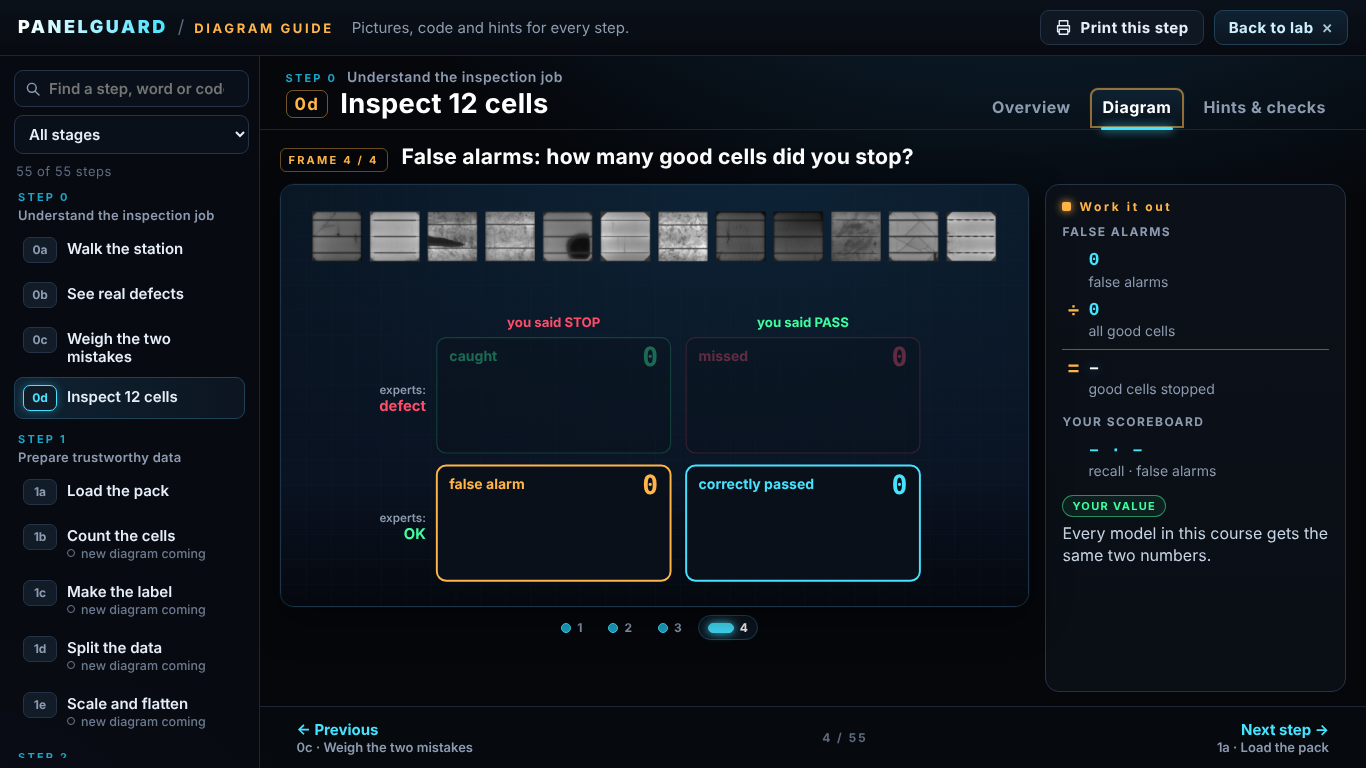 PANELGUARD / DIAGRAM GUIDE Pictures, code and hints for every step.
Print this step
Back to lab ×
Find a step, word or cod
All stages
55 of 55 steps
STEP 0
Understand the inspection job
0a Walk the station
0b See real defects
0c Weigh the two
mistakes
0d Inspect 12 cells
STEP 1
Prepare trustworthy data
1a Load the pack
1b Count the cells
new diagram coming
1c Make the label
new diagram coming
1d Split the data
new diagram coming
1e Scale and flatten
new diagram coming
STEP 2
STEP 0 Understand the inspection job
0d Inspect 12 cells
Overview
Diagram
Hints & checks
FRAME 4 / 4 False alarms: how many good cells did you stop?
you said STOP
you said PASS
caught 0
missed 0
experts:
defect
false alarm 0
correctly passed 0
experts:
OK
1
2
3
4
Work it out
FALSE ALARMS
0
false alarms
÷ 0
all good cells
= –
good cells stopped
YOUR SCOREBOARD
– · –
recall · false alarms
YOUR VALUE
Every model in this course gets the
same two numbers.
← Previous
0c · Weigh the two mistakes
4 / 55
Next step →
1a · Load the pack